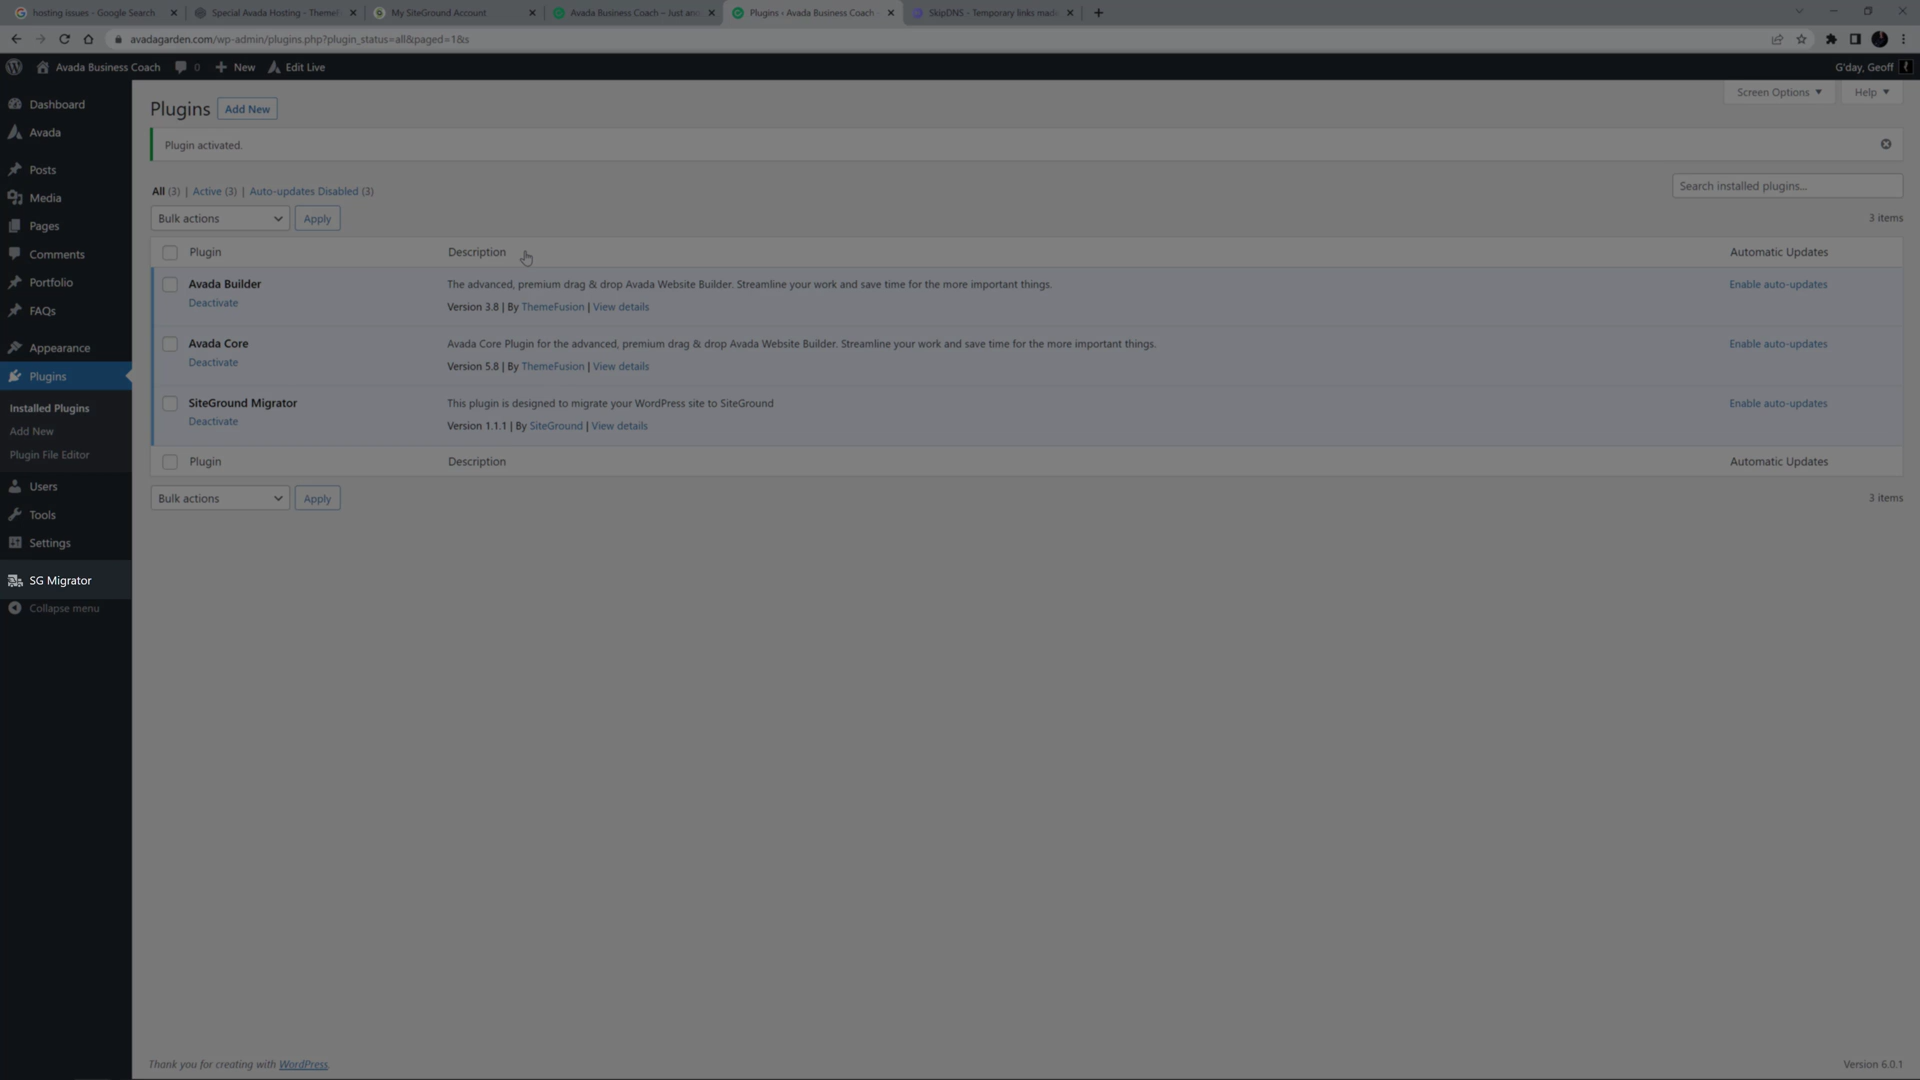 hosting issues - Google Search
Special Avada Hosting - ThemeF
My SiteGround Account
Avada Business Coach – Just ano
Plugins ‹ Avada Business Coach
SkipDNS - Temporary links mad
avadagarden.com/wp-admin/plugins.php?plugin_status=all&paged=1&s
Avada Business Coach 0 New Edit Live
G'day, Geoff
Dashboard
Avada
Posts
Media
Pages
Comments
Portfolio
FAQs
Appearance
Plugins
Installed Plugins
Add New
Plugin File Editor
Users
Tools
Settings
SG Migrator
Collapse menu
Screen Options
Help
Plugins Add New
Plugin activated.
All (3) | Active (3) | Auto-updates Disabled (3)
Search installed plugins...
Bulk actions Apply
3 items
Plugin Description Automatic Updates
Avada Builder The advanced, premium drag & drop Avada Website Builder. Streamline your work and save time for the more important things. Enable auto-updates
Deactivate Version 3.8 | By ThemeFusion | View details
Avada Core Avada Core Plugin for the advanced, premium drag & drop Avada Website Builder. Streamline your work and save time for the more important things. Enable auto-updates
Deactivate Version 5.8 | By ThemeFusion | View details
SiteGround Migrator This plugin is designed to migrate your WordPress site to SiteGround Enable auto-updates
Deactivate Version 1.1.1 | By SiteGround | View details
Plugin Description Automatic Updates
Bulk actions Apply
3 items
Thank you for creating with WordPress.
Version 6.0.1